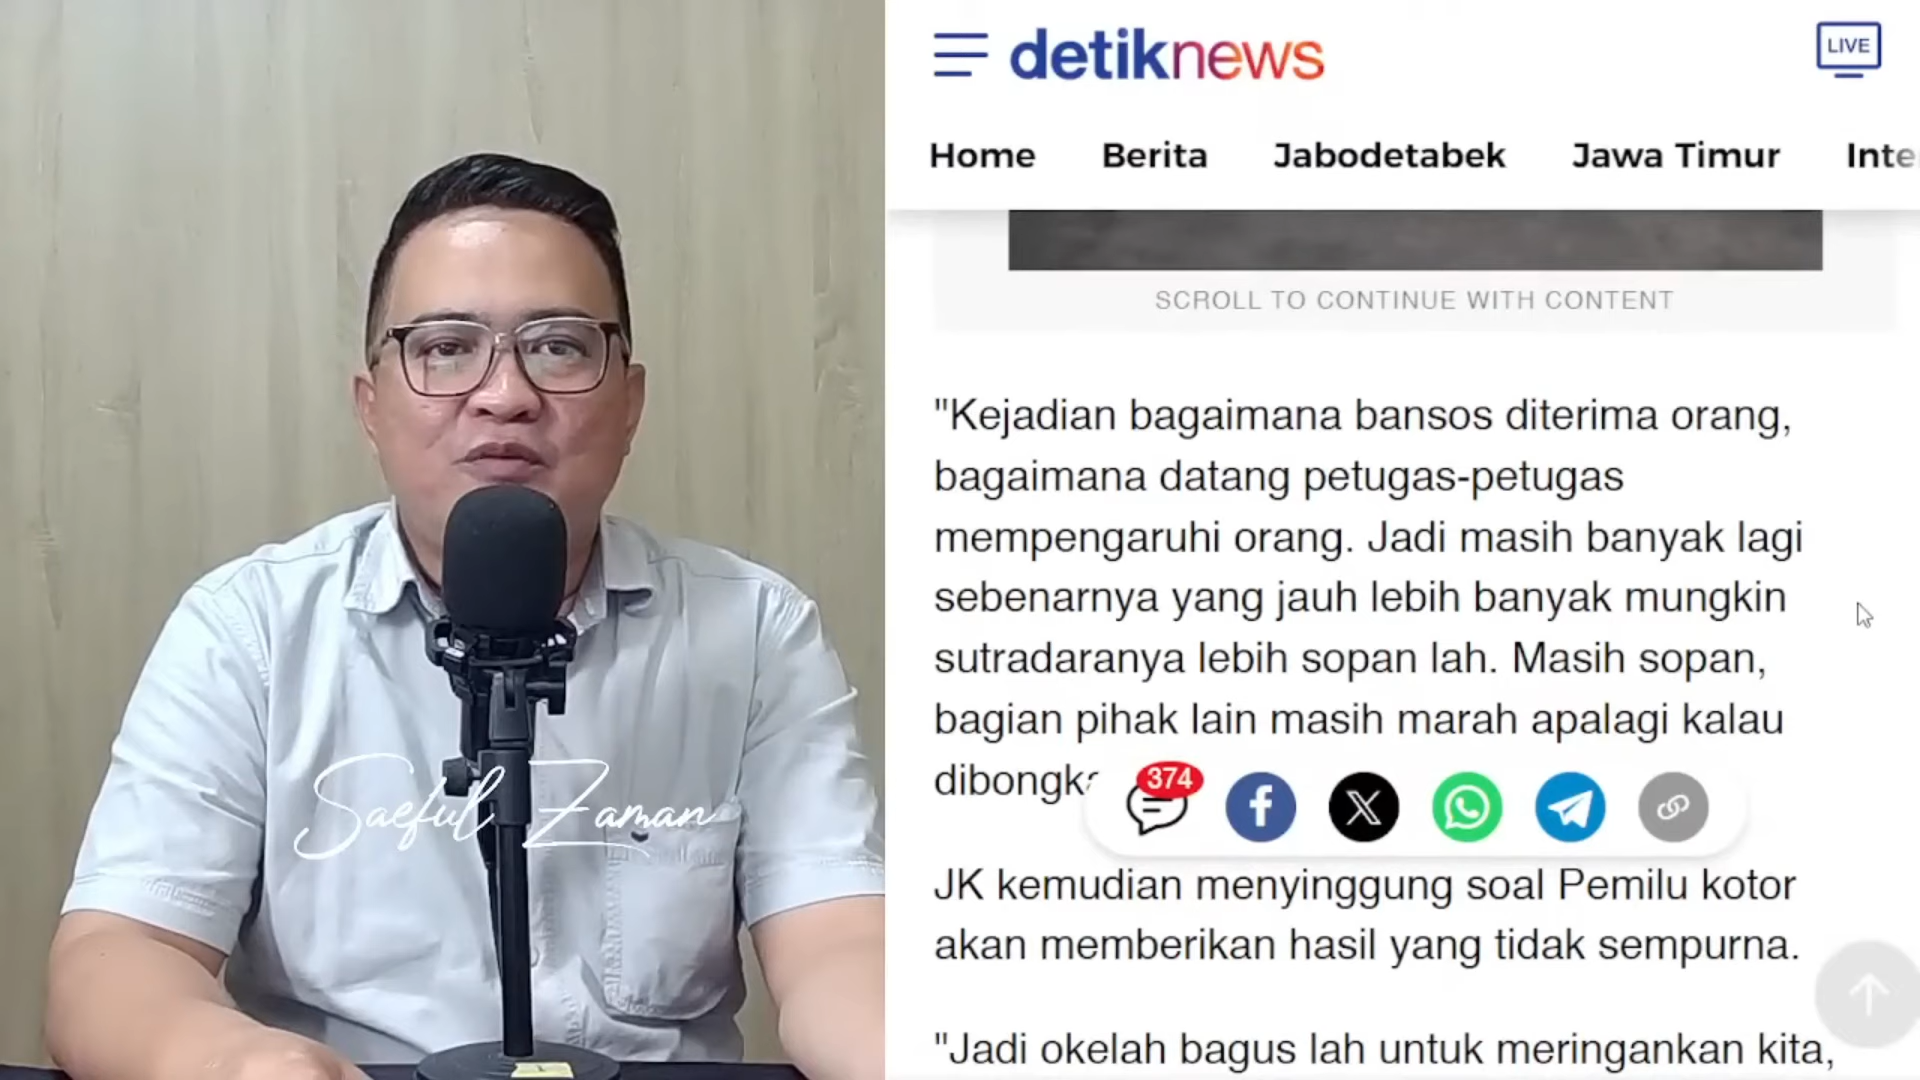 detiknews
LIVE
Home Berita Jabodetabek Jawa Timur Inte
SCROLL TO CONTINUE WITH CONTENT
"Kejadian bagaimana bansos diterima orang,
bagaimana datang petugas-petugas
mempengaruhi orang. Jadi masih banyak lagi
sebenarnya yang jauh lebih banyak mungkin
sutradaranya lebih sopan lah. Masih sopan,
bagian pihak lain masih marah apalagi kalau
dibongka
374
JK kemudian menyinggung soal Pemilu kotor
akan memberikan hasil yang tidak sempurna.
"Jadi okelah bagus lah untuk meringankan kita,
Saeful Zaman